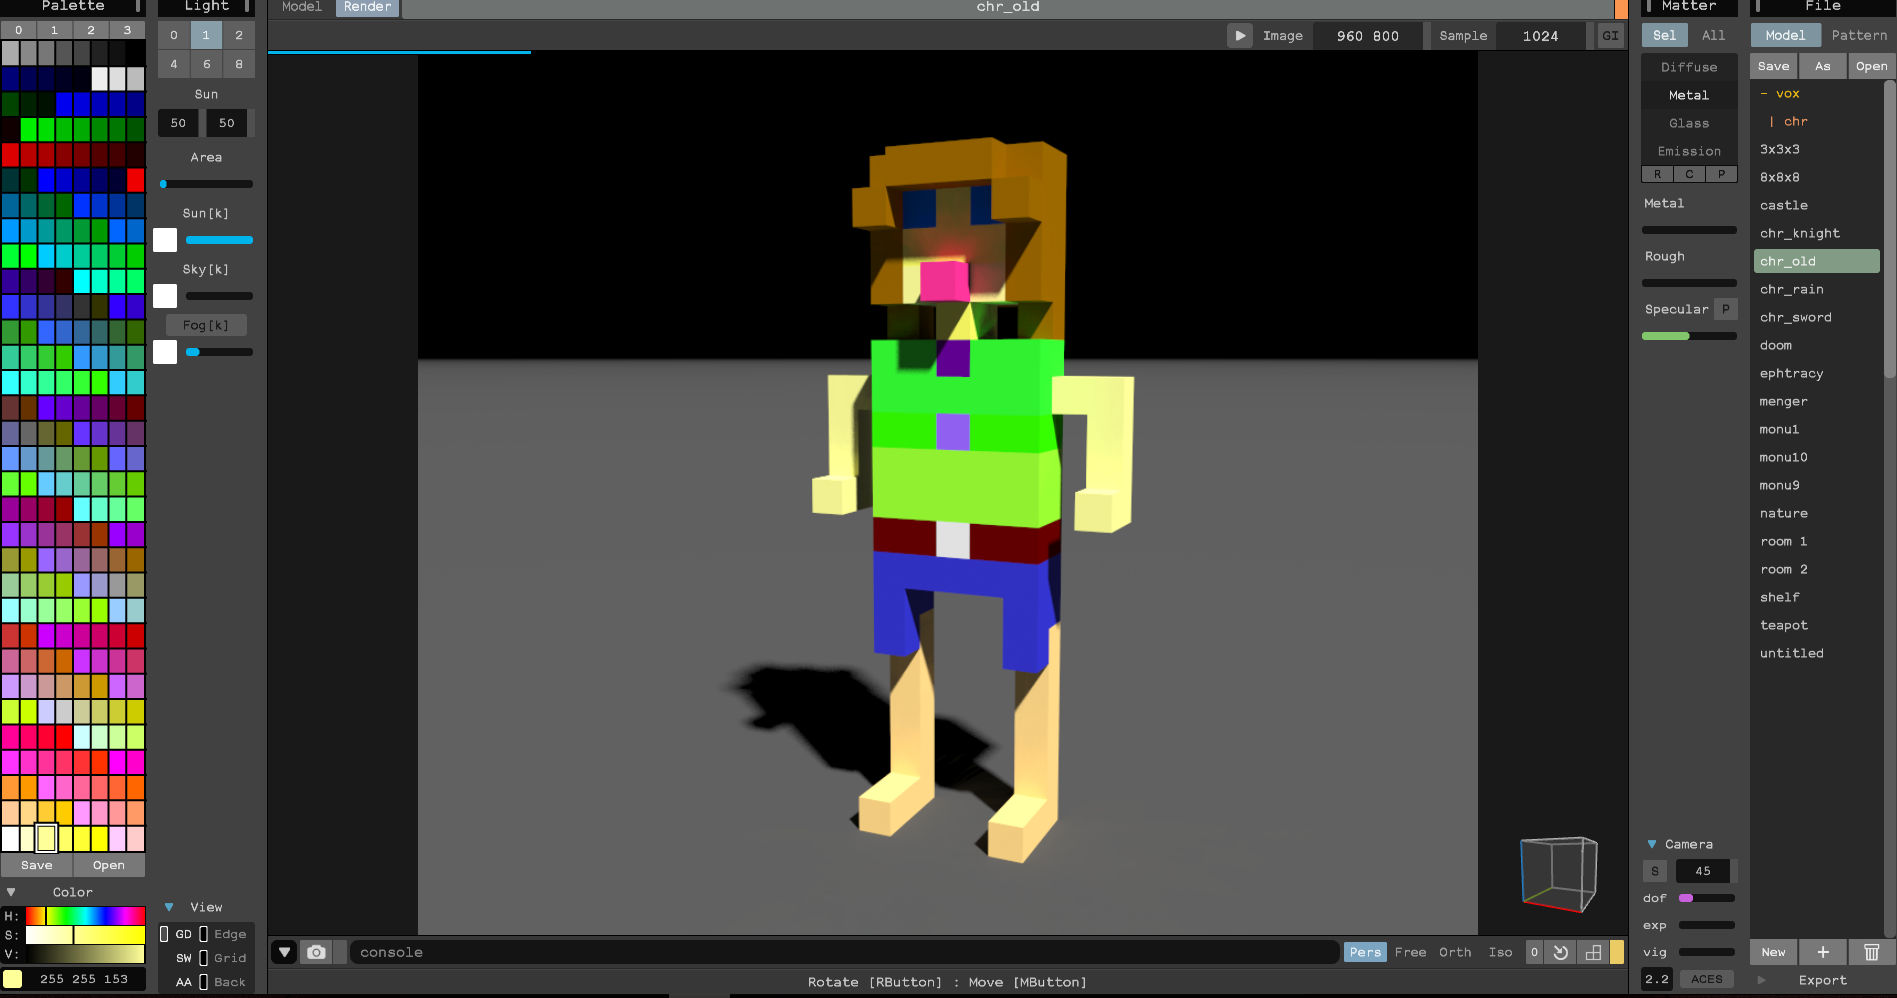 Palette
0 1 2 3
Save Open
Color
H:
S:
V:
255 255 153
Light
0 1 2
4 6 8
Sun
50 50
Area
Sun[k]
Sky[k]
Fog[k]
View
GD Edge
SW Grid
AA Back
Model Render chr_old
Image 960 800 Sample 1024 GI
console Pers Free Orth Iso 0
Rotate [RButton] : Move [MButton]
Matter
Sel All
Diffuse
Metal
Glass
Emission
R C P
Metal
Rough
Specular P
Camera
S 45
dof
exp
vig
2.2 ACES
File
Model Pattern
Save As Open
- vox
| chr
3x3x3
8x8x8
castle
chr_knight
chr_old
chr_rain
chr_sword
doom
ephtracy
menger
monu1
monu10
monu9
nature
room 1
room 2
shelf
teapot
untitled
New +
Export